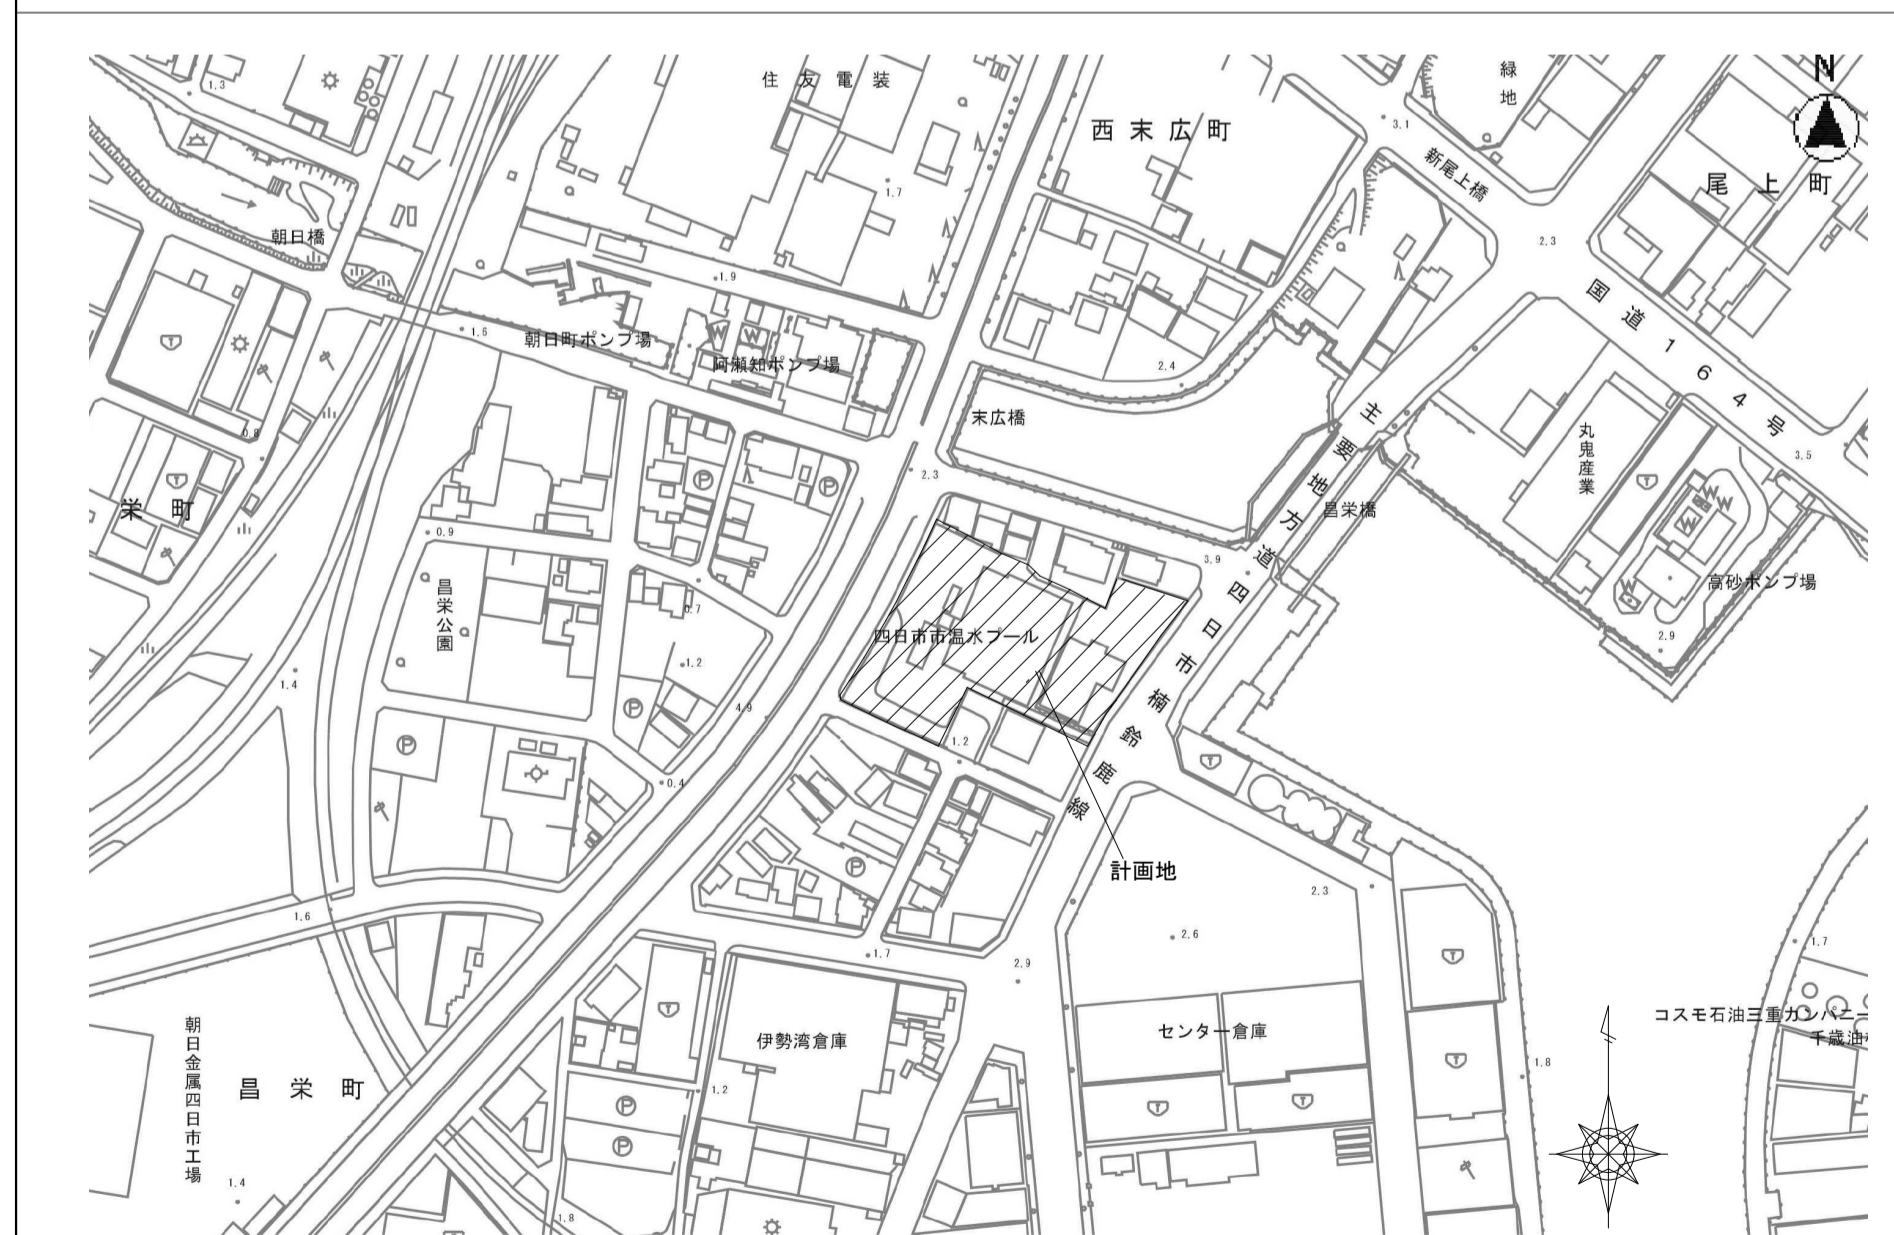 住友電装
緑地
N
1.3
3.1
西末広町
新尾上橋
尾上町
1.7
朝日橋
2.3
1.9
国道164号
1.6
朝日町ポンプ場
阿瀬知ポンプ場
2.4
末広橋
主要地方道四日市楠鈴鹿線
0.8
2.3
丸鬼産業
3.5
栄町
昌栄橋
0.9
3.9
高砂ポンプ場
昌栄公園
0.7
四日市市温水プール
2.9
1.2
1.4
4.9
1.2
0.4
計画地
2.3
1.6
2.6
1.7
1.7
2.9
朝日金属四日市工場
伊勢湾倉庫
センター倉庫
コスモ石油三重カンパニー
千歳油
1.8
昌栄町
1.2
1.4
1.8